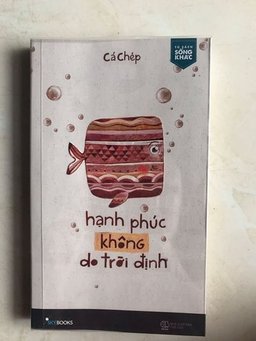 Cá Chép
TỦ SÁCH
SỐNG
KHÁC
hạnh phúc
không
do trời định
SKYBOOKS